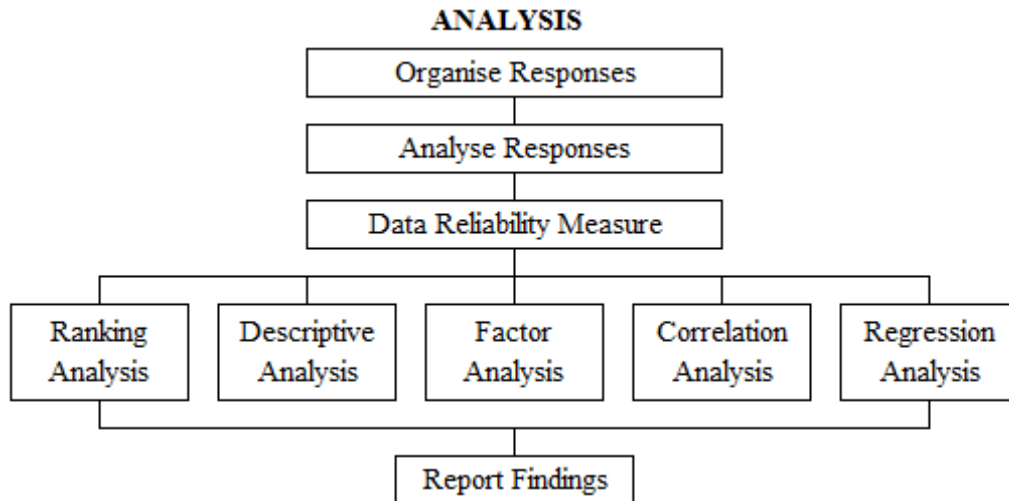 ANALYSIS
Organise Responses
Analyse Responses
Data Reliability Measure
Ranking
Analysis
Descriptive
Analysis
Factor
Analysis
Correlation
Analysis
Regression
Analysis
Report Findings